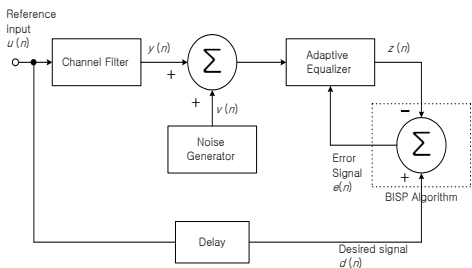 Reference
input
u(n)
Channel Filter
y(n)
+
Σ
+
v(n)
Noise
Generator
Adaptive
Equalizer
z(n)
−
Σ
+
Error
Signal
e(n)
BISP Algorithm
Delay
Desired signal
d(n)